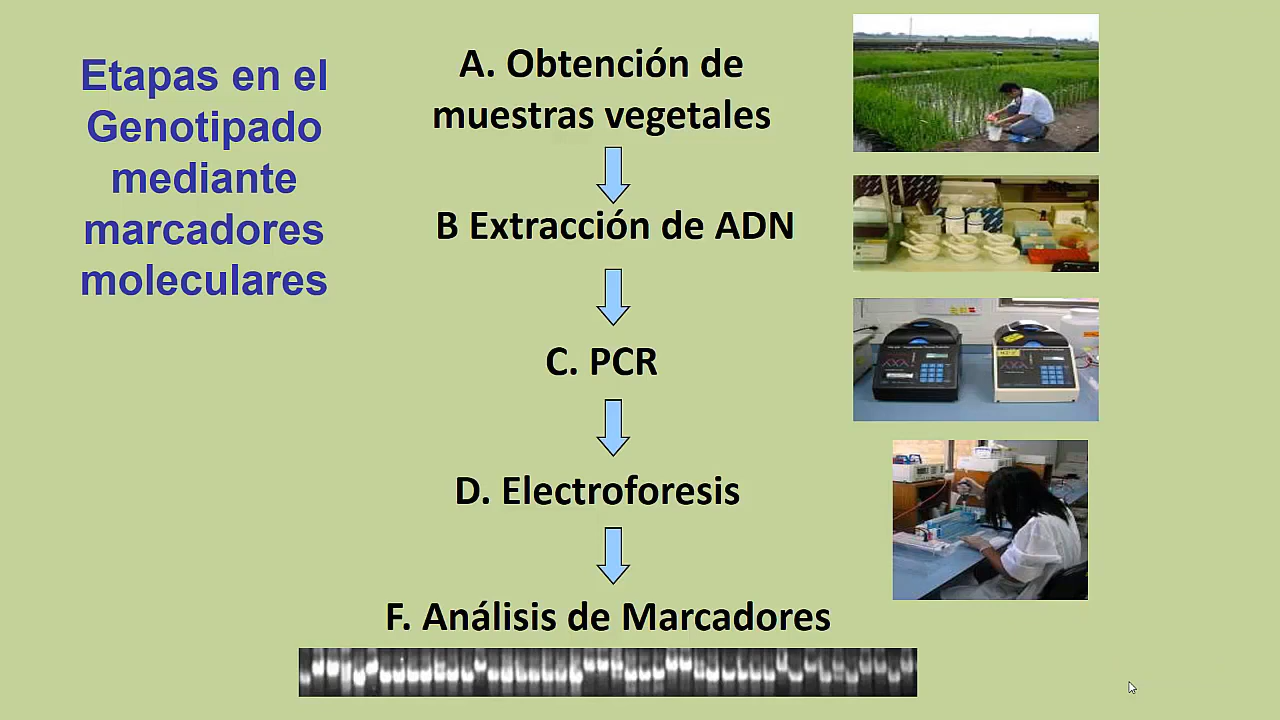 Etapas en el
Genotipado
mediante
marcadores
moleculares
A. Obtención de
muestras vegetales
B Extracción de ADN
C. PCR
D. Electroforesis
F. Análisis de Marcadores